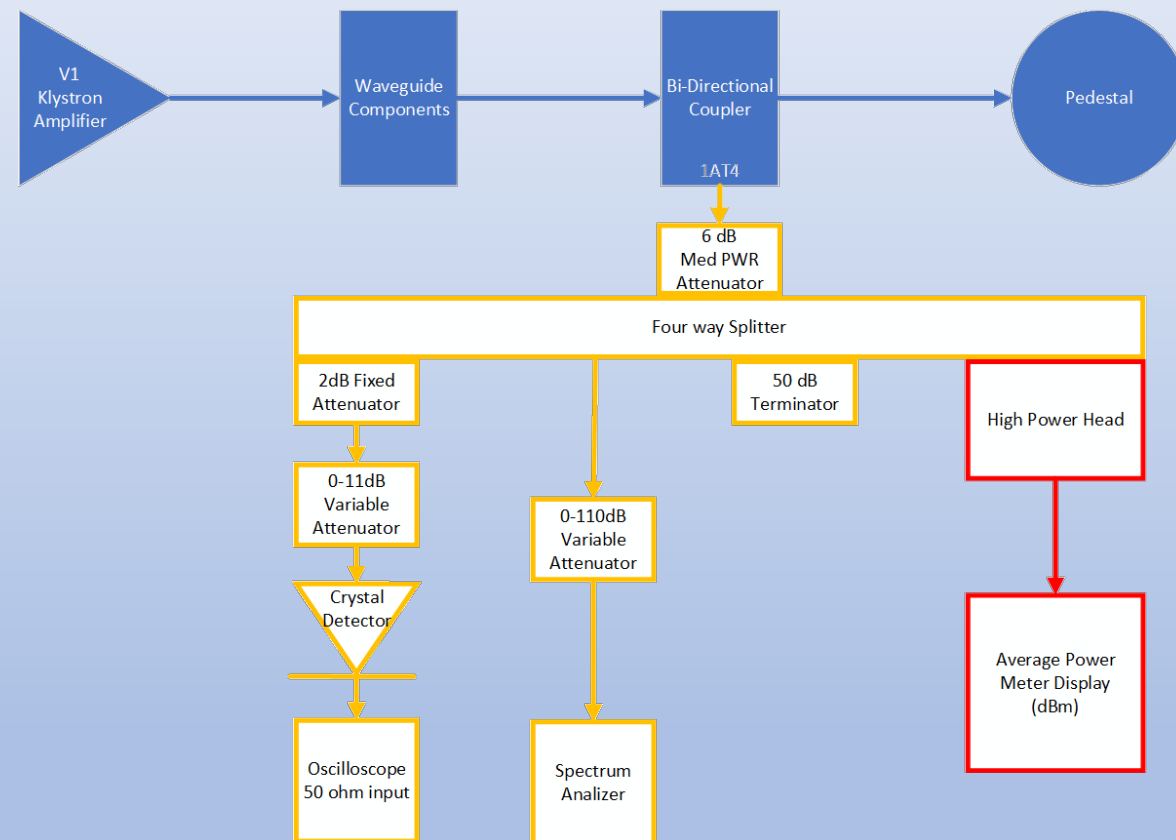 V1
Klystron
Amplifier
Waveguide
Components
Bi-Directional
Coupler
1AT4
Pedestal
6 dB
Med PWR
Attenuator
Four way Splitter
2dB Fixed
Attenuator
50 dB
Terminator
High Power Head
0-11dB
Variable
Attenuator
0-110dB
Variable
Attenuator
Crystal
Detector
Average Power
Meter Display
(dBm)
Oscilloscope
50 ohm input
Spectrum
Analizer